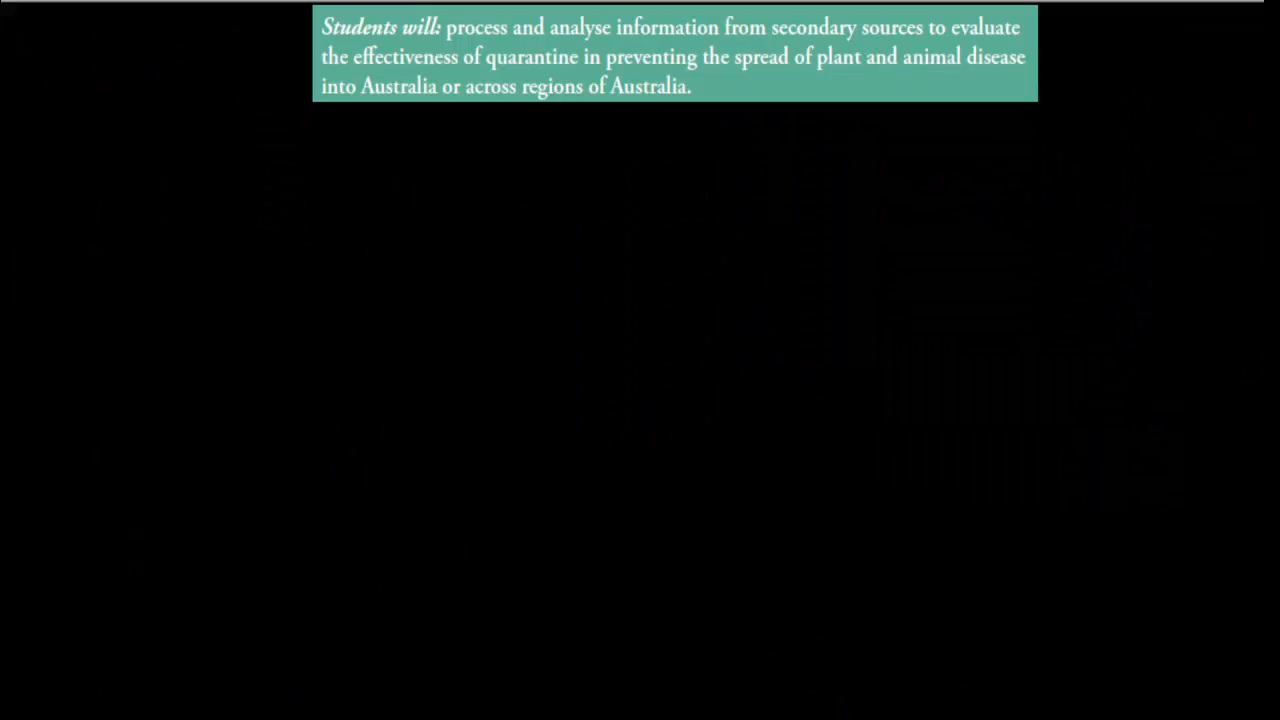 Students will: process and analyse information from secondary sources to evaluate
the effectiveness of quarantine in preventing the spread of plant and animal disease
into Australia or across regions of Australia.